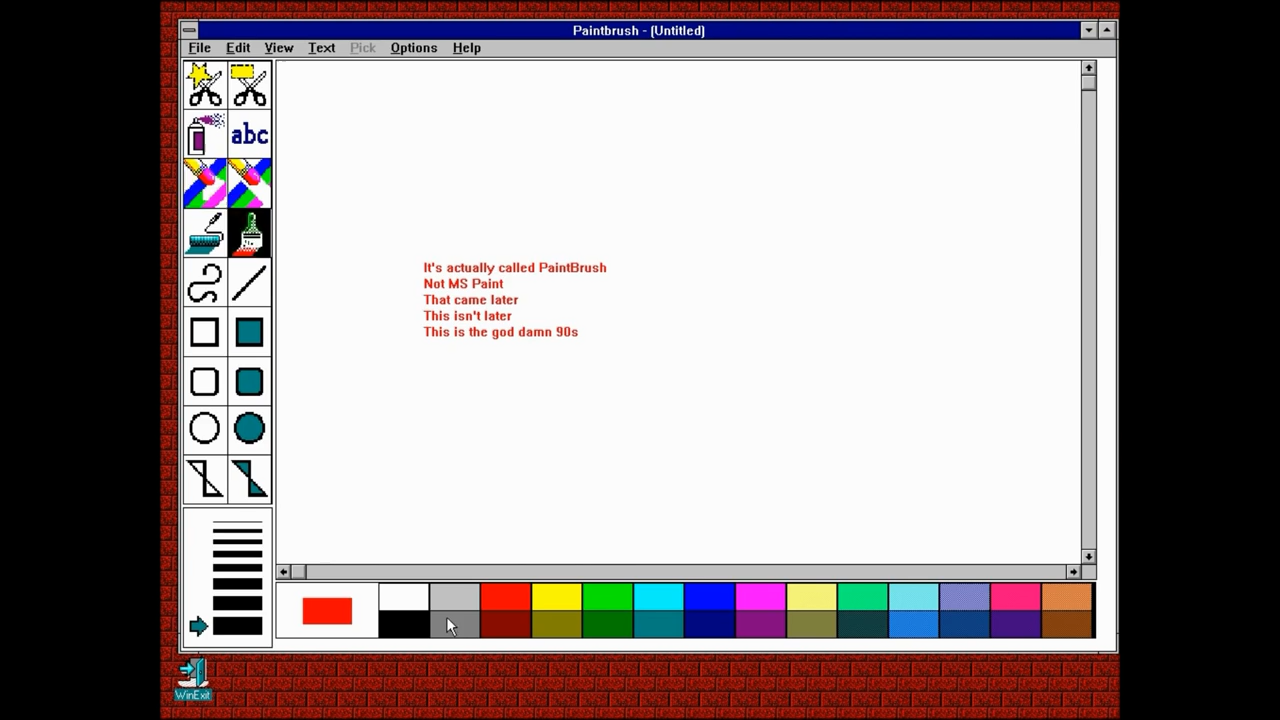 Paintbrush - [Untitled]
File Edit View Text Pick Options Help
abc
It's actually called PaintBrush
Not MS Paint
That came later
This isn't later
This is the god damn 90s
WinExit